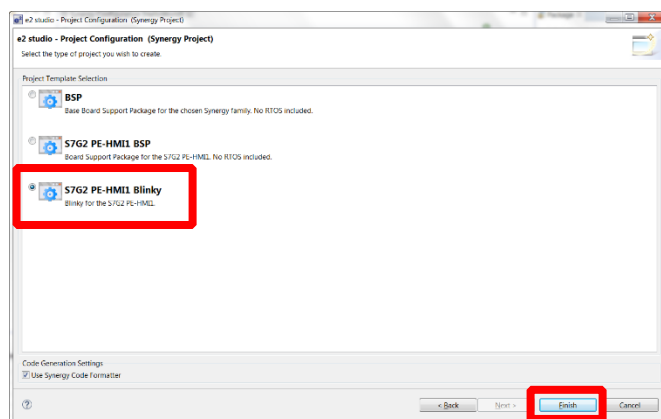 e2 studio - Project Configuration (Synergy Project)
e2 studio - Project Configuration (Synergy Project)
Select the type of project you wish to create.
Project Template Selection
BSP
Base Board Support Package for the chosen Synergy family. No RTOS included.
S7G2 PE-HMI1 BSP
Board Support Package for the S7G2 PE-HMI1. No RTOS included.
S7G2 PE-HMI1 Blinky
Blinky for the S7G2 PE-HMI1.
Code Generation Settings
Use Synergy Code Formatter
? < Back Next > Finish Cancel